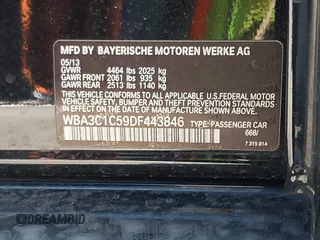 MFD BY BAYERISCHE MOTOREN WERKE AG
05/13
GVWR 4464 lbs 2025 kg
GAWR FRONT 2061 lbs 935 kg
GAWR REAR 2513 lbs 1140 kg
THIS VEHICLE CONFORMS TO ALL APPLICABLE
U.S. FEDERAL MOTOR VEHICLE SAFETY,
BUMPER, AND THEFT PREVENTION STANDARDS
IN EFFECT ON THE DATE OF MANUFACTURE
SHOWN ABOVE.
WBA3C1C59DF443846 TYPE: PASSENGER CAR
668/
7 315 814
DREAMBID